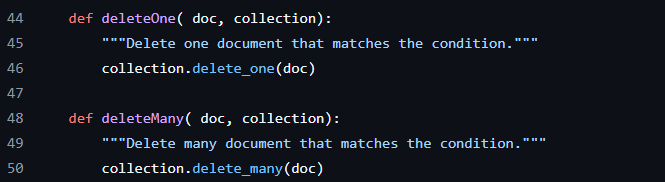 44 def deleteOne( doc, collection):
45 """Delete one document that matches the condition."""
46 collection.delete_one(doc)
47
48 def deleteMany( doc, collection):
49 """Delete many document that matches the condition."""
50 collection.delete_many(doc)